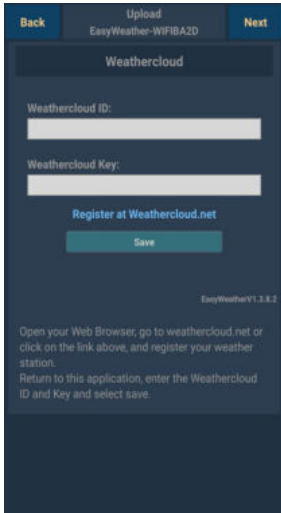 Back
Upload
EasyWeather-WIFIBA2D
Next
Weathercloud
Weathercloud ID:
Weathercloud Key:
Register at Weathercloud.net
Save
EasyWeatherV1.3.8.2
Open your Web Browser, go to weathercloud.net or
click on the link above, and register your weather
station.
Return to this application, enter the Weathercloud
ID and Key and select save.